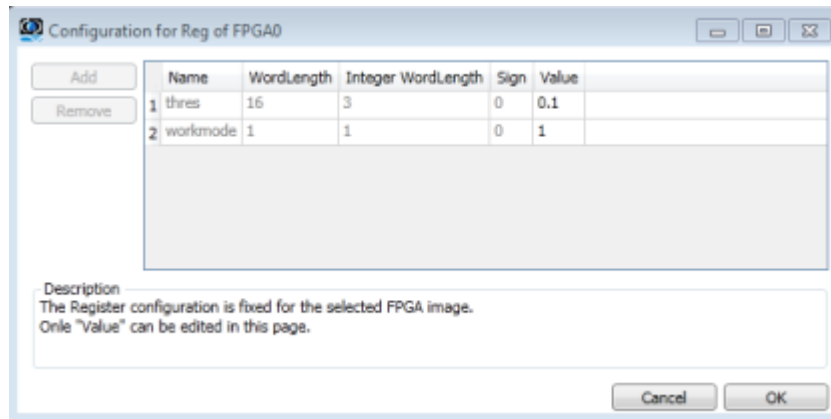 Configuration for Reg of FPGA0
Add
Remove
Name WordLength Integer WordLength Sign Value
1 thres 16 3 0 0.1
2 workmode 1 1 0 1
Description
The Register configuration is fixed for the selected FPGA image.
Onle "Value" can be edited in this page.
Cancel OK